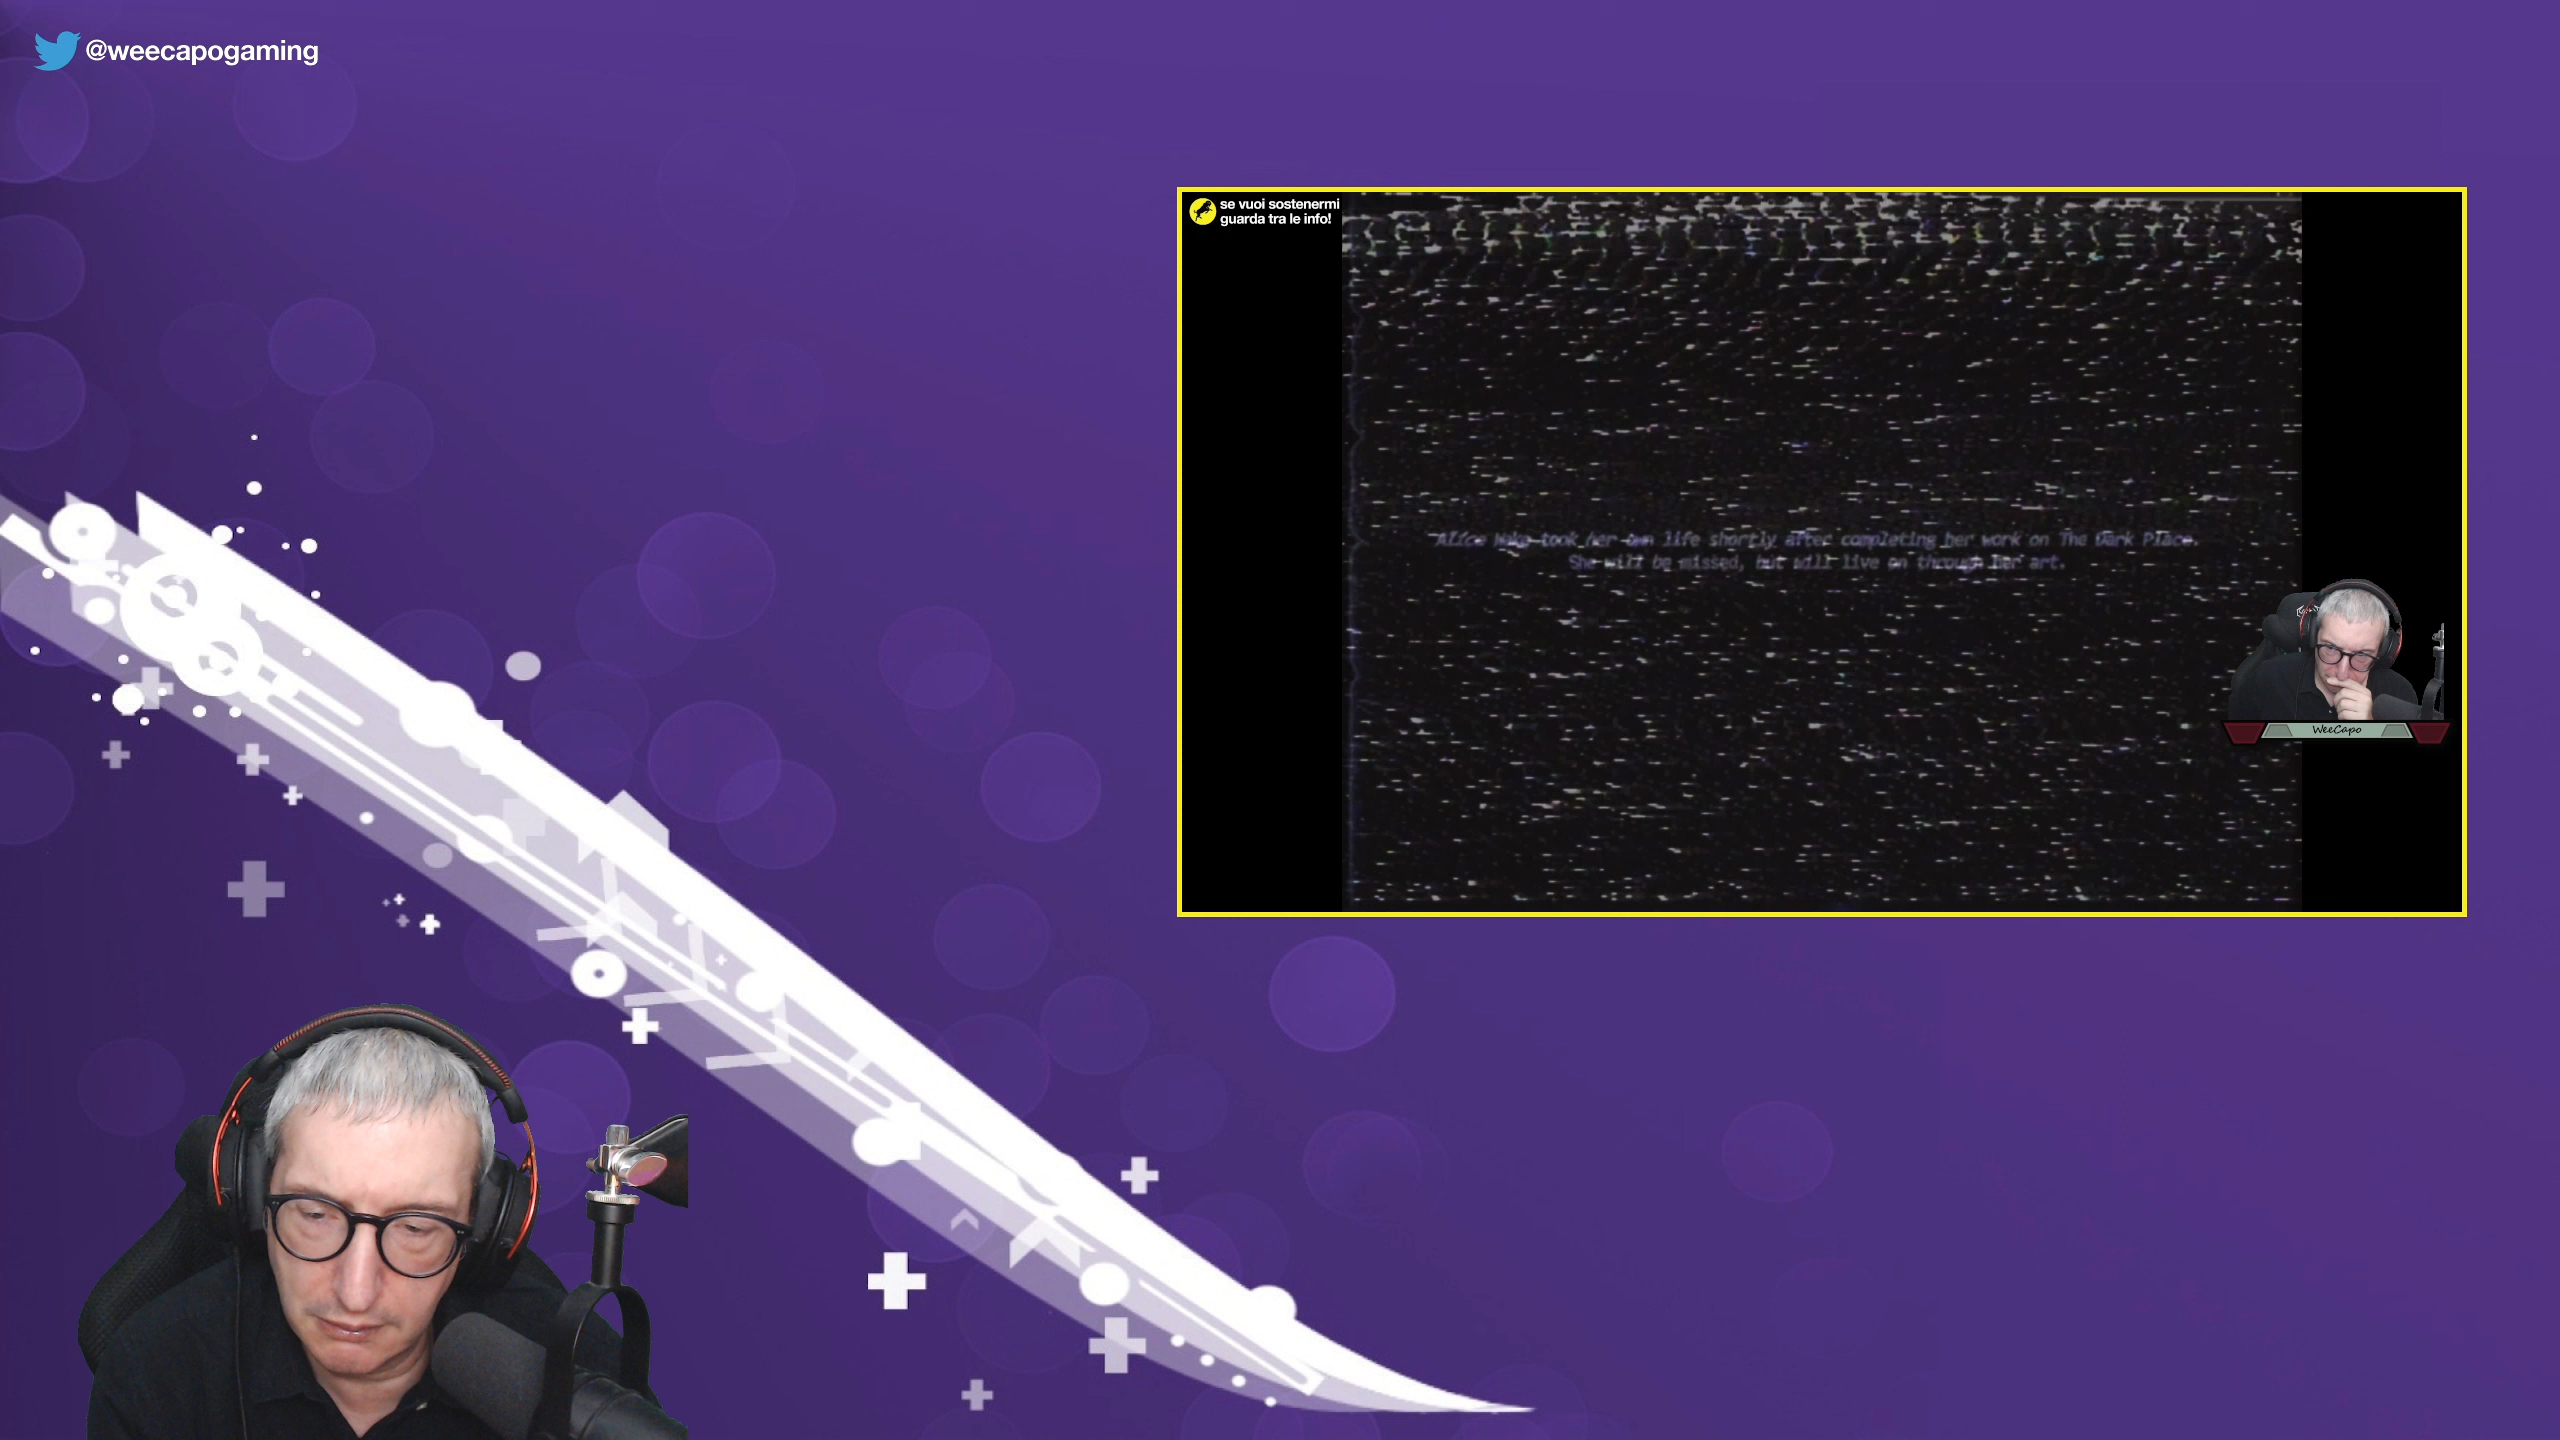 @weecapogaming
se vuoi sostenermi
guarda tra le info!
Alice Wake took her own life shortly after completing her work on The Dark Place.
She will be missed, but will live on through her art.
WeeCapo